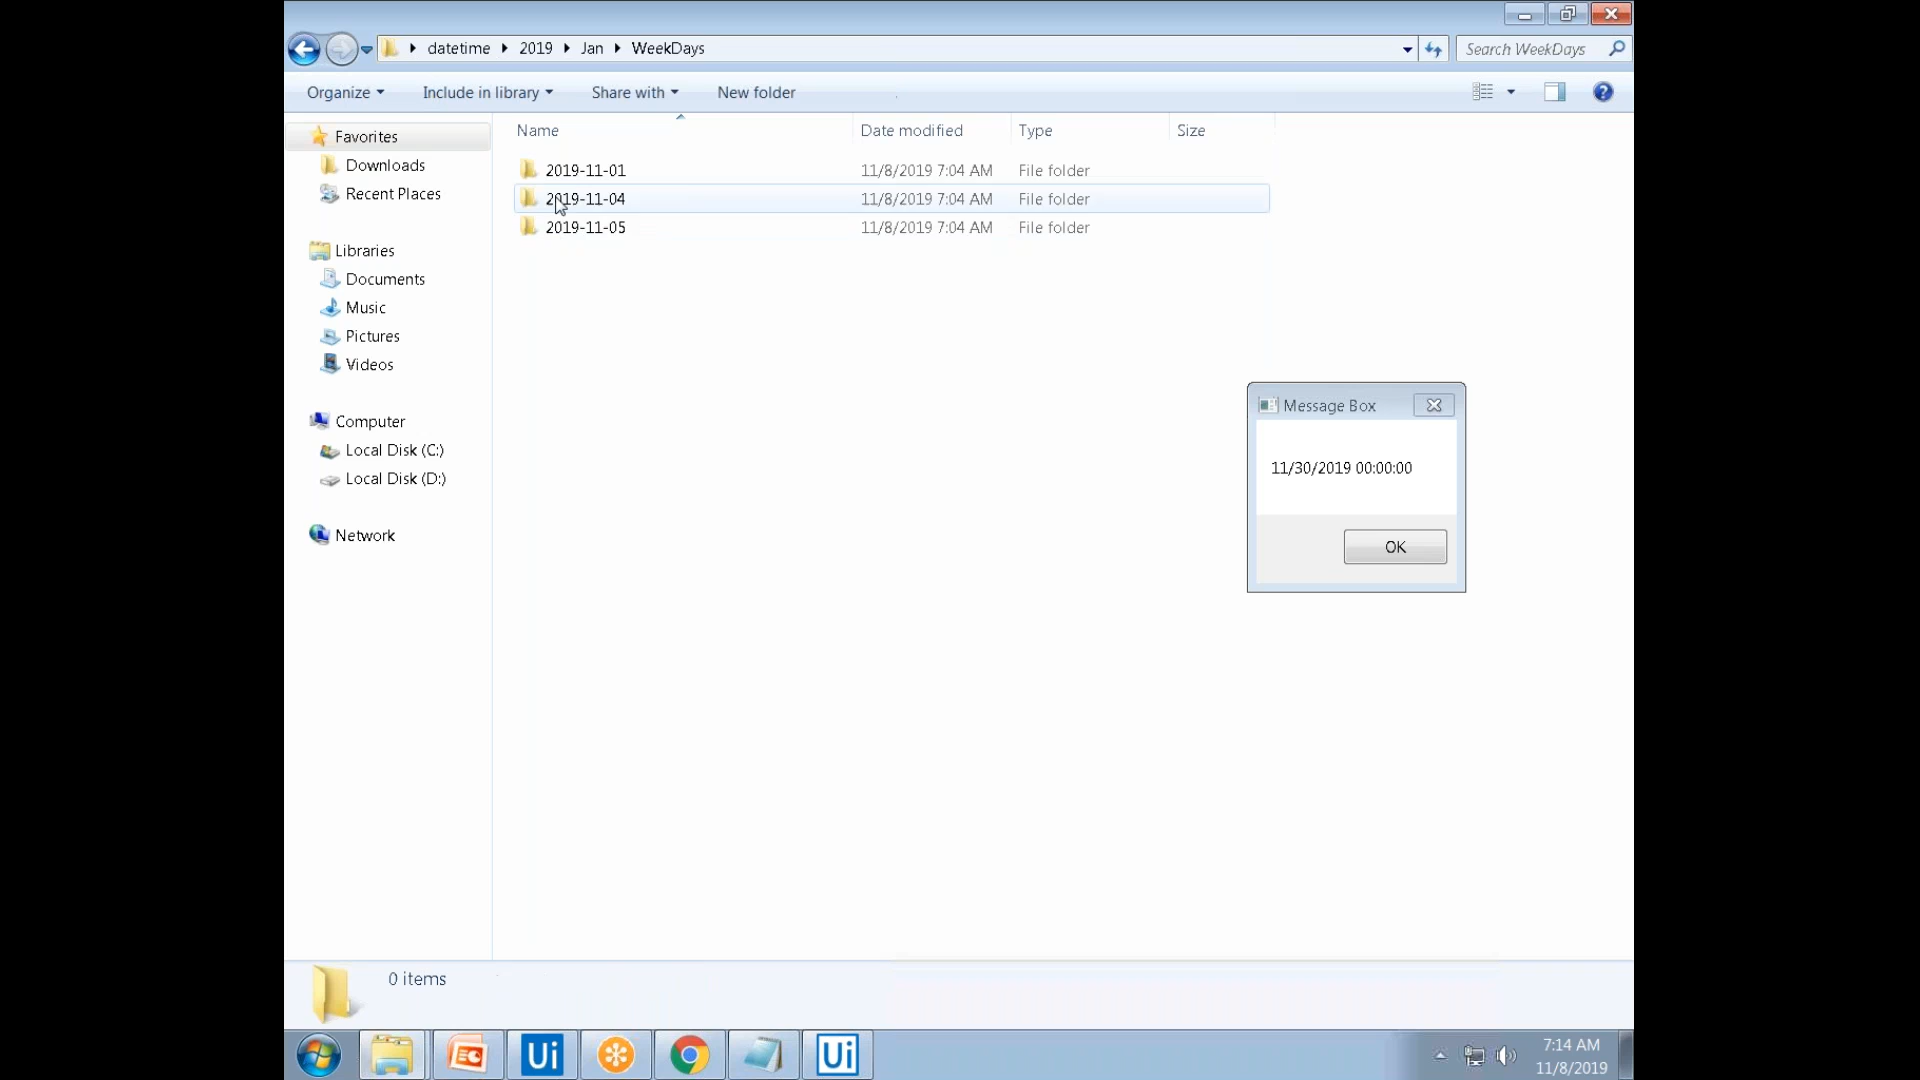 datetime 2019 Jan WeekDays
Search WeekDays
Organize Include in library Share with New folder
Name Date modified Type Size
2019-11-01 11/8/2019 7:04 AM File folder
2019-11-04 11/8/2019 7:04 AM File folder
2019-11-05 11/8/2019 7:04 AM File folder
Favorites
Downloads
Recent Places
Libraries
Documents
Music
Pictures
Videos
Computer
Local Disk (C:)
Local Disk (D:)
Network
Message Box
11/30/2019 00:00:00
OK
0 items
Ui
Ui
7:14 AM
11/8/2019